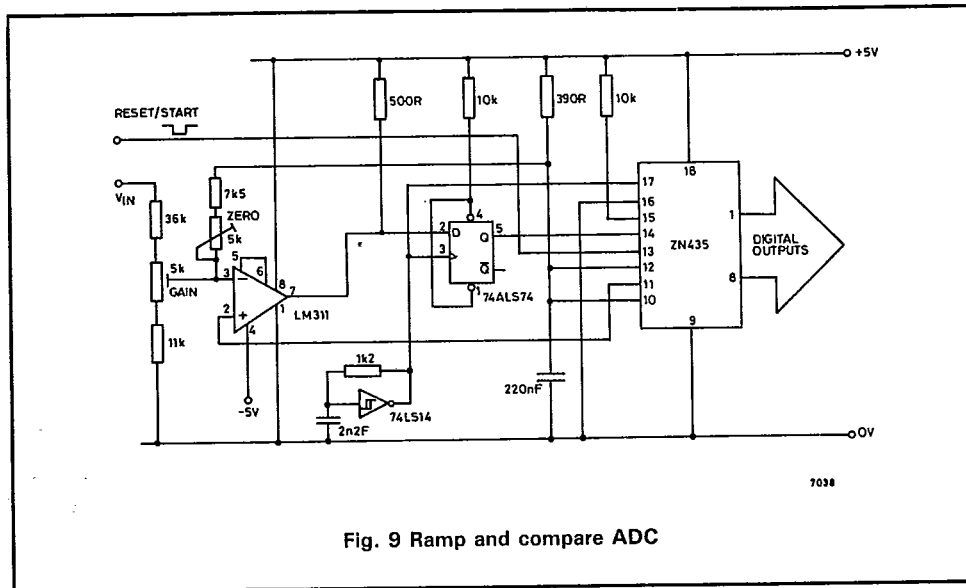 +5V
500R
10k
390R
10k
RESET/START
VIN
7k5
ZERO
5k
36k
5k
GAIN
11k
5
6
3
2
4
8
7
1
−
+
LM311
-5V
2
D
4
Q
5
3
Q̅
1
74ALS74
1k2
74LS14
2n2F
220nF
18
17
16
15
14
13
12
11
10
9
1
8
ZN435
DIGITAL
OUTPUTS
0V
7038
Fig. 9 Ramp and compare ADC